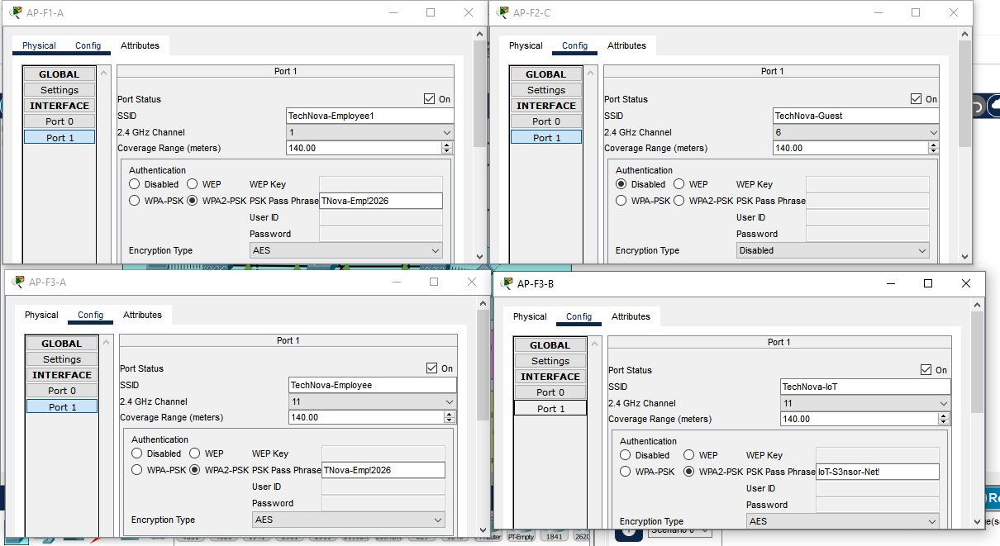 AP-F1-A
Physical Config Attributes
GLOBAL
Settings
INTERFACE
Port 0
Port 1
Port 1
Port Status On
SSID TechNova-Employee1
2.4 GHz Channel 1
Coverage Range (meters) 140.00
Authentication
Disabled WEP WEP Key
WPA-PSK WPA2-PSK PSK Pass Phrase TNova-Emp!2026
User ID
Password
Encryption Type AES
AP-F2-C
Physical Config Attributes
GLOBAL
Settings
INTERFACE
Port 0
Port 1
Port 1
Port Status On
SSID TechNova-Guest
2.4 GHz Channel 6
Coverage Range (meters) 140.00
Authentication
Disabled WEP WEP Key
WPA-PSK WPA2-PSK PSK Pass Phrase
User ID
Password
Encryption Type Disabled
AP-F3-A
Physical Config Attributes
GLOBAL
Settings
INTERFACE
Port 0
Port 1
Port 1
Port Status On
SSID TechNova-Employee
2.4 GHz Channel 11
Coverage Range (meters) 140.00
Authentication
Disabled WEP WEP Key
WPA-PSK WPA2-PSK PSK Pass Phrase TNova-Emp!2026
User ID
Password
Encryption Type AES
AP-F3-B
Physical Config Attributes
GLOBAL
Settings
INTERFACE
Port 0
Port 1
Port 1
Port Status On
SSID TechNova-IoT
2.4 GHz Channel 11
Coverage Range (meters) 140.00
Authentication
Disabled WEP WEP Key
WPA-PSK WPA2-PSK PSK Pass Phrase IoT-S3nsor-Net!
User ID
Password
Encryption Type AES
PT-Empty 1841 2620